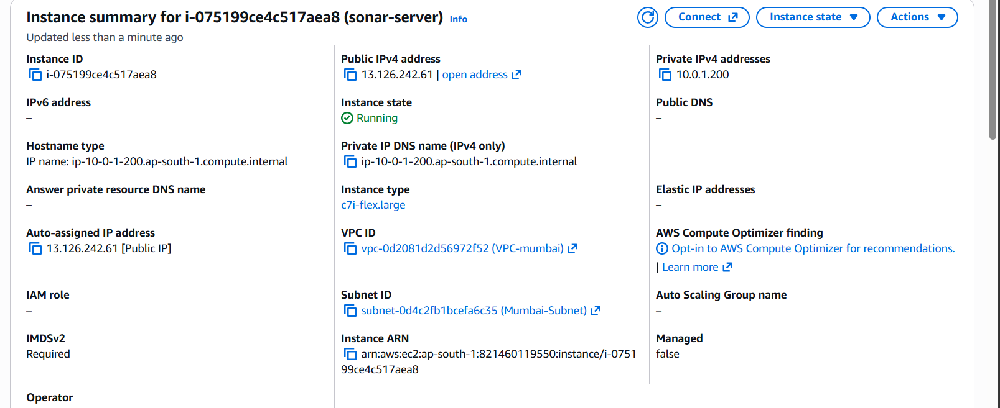 Instance summary for i-075199ce4c517aea8 (sonar-server) Info
Connect
Instance state
Actions
Updated less than a minute ago
Instance ID
i-075199ce4c517aea8
Public IPv4 address
13.126.242.61 | open address
Private IPv4 addresses
10.0.1.200
IPv6 address
–
Instance state
Running
Public DNS
–
Hostname type
IP name: ip-10-0-1-200.ap-south-1.compute.internal
Private IP DNS name (IPv4 only)
ip-10-0-1-200.ap-south-1.compute.internal
Answer private resource DNS name
–
Instance type
c7i-flex.large
Elastic IP addresses
–
Auto-assigned IP address
13.126.242.61 [Public IP]
VPC ID
vpc-0d2081d2d56972f52 (VPC-mumbai)
AWS Compute Optimizer finding
Opt-in to AWS Compute Optimizer for recommendations.
| Learn more
IAM role
–
Subnet ID
subnet-0d4c2fb1bcefa6c35 (Mumbai-Subnet)
Auto Scaling Group name
–
IMDSv2
Required
Instance ARN
arn:aws:ec2:ap-south-1:821460119550:instance/i-0751
99ce4c517aea8
Managed
false
Operator